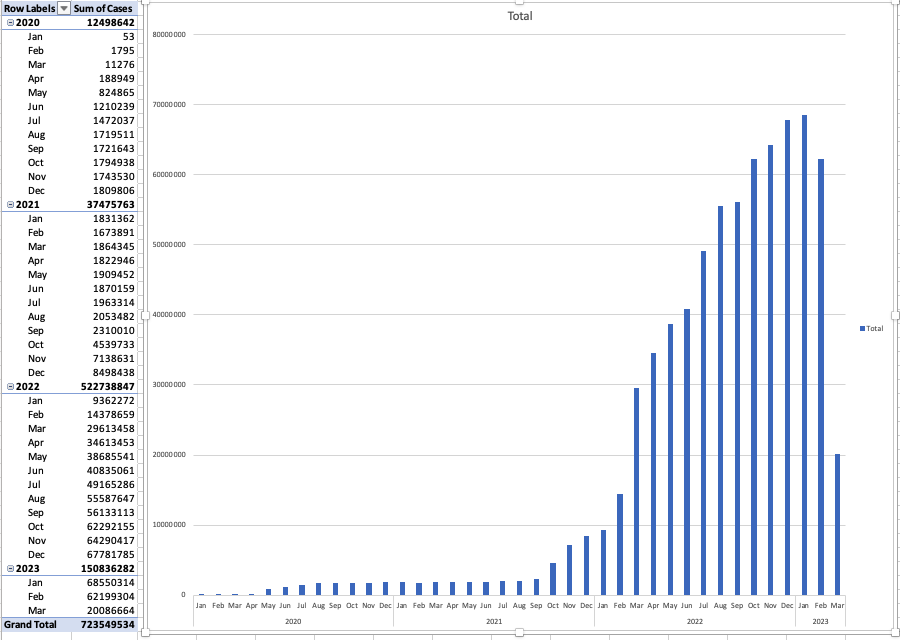 Row Labels Sum of Cases
2020 12498642
Jan 53
Feb 1795
Mar 11276
Apr 188949
May 824865
Jun 1210239
Jul 1472037
Aug 1719511
Sep 1721643
Oct 1794938
Nov 1743530
Dec 1809806
2021 37475763
Jan 1831362
Feb 1673891
Mar 1864345
Apr 1822946
May 1909452
Jun 1870159
Jul 1963314
Aug 2053482
Sep 2310010
Oct 4539733
Nov 7138631
Dec 8498438
2022 522738847
Jan 9362272
Feb 14378659
Mar 29613458
Apr 34613453
May 38685541
Jun 40835061
Jul 49165286
Aug 55587647
Sep 56133113
Oct 62292155
Nov 64290417
Dec 67781785
2023 150836282
Jan 68550314
Feb 62199304
Mar 20086664
Grand Total 723549534
Total
80000000
70000000
60000000
50000000
40000000
30000000
20000000
10000000
0
Jan Feb Mar Apr May Jun Jul Aug Sep Oct Nov Dec Jan Feb Mar Apr May Jun Jul Aug Sep Oct Nov Dec Jan Feb Mar Apr May Jun Jul Aug Sep Oct Nov Dec Jan Feb Mar
2020 2021 2022 2023
Total